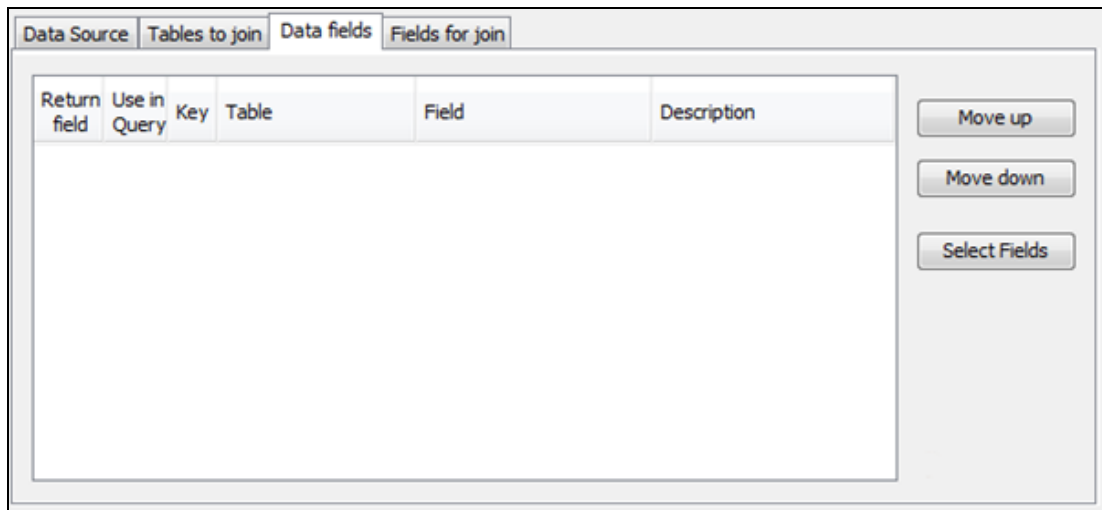 Data Source Tables to join Data fields Fields for join
Return Use in Key Table Field Description
field Query
Move up
Move down
Select Fields